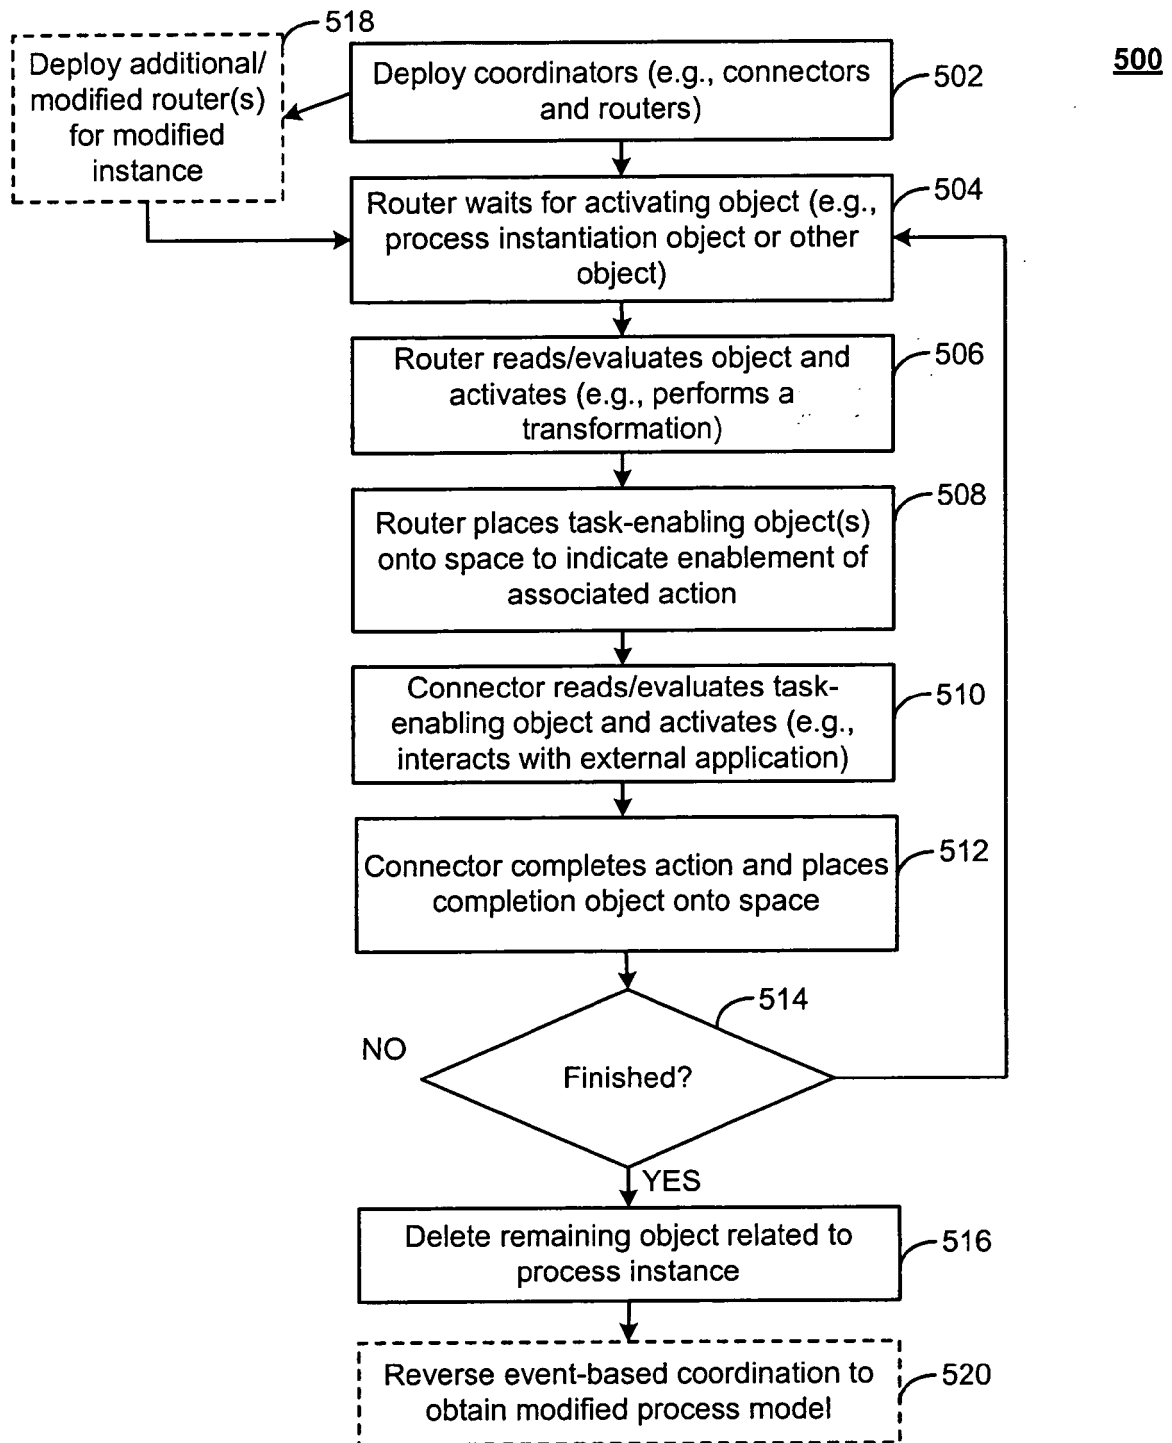 518
500
Deploy additional/
modified router(s)
for modified
instance
Deploy coordinators (e.g., connectors
and routers)
502
Router waits for activating object (e.g.,
process instantiation object or other
object)
504
Router reads/evaluates object and
activates (e.g., performs a
transformation)
506
Router places task-enabling object(s)
onto space to indicate enablement of
associated action
508
Connector reads/evaluates task-
enabling object and activates (e.g.,
interacts with external application)
510
Connector completes action and places
completion object onto space
512
514
NO
Finished?
YES
Delete remaining object related to
process instance
516
Reverse event-based coordination to
obtain modified process model
520